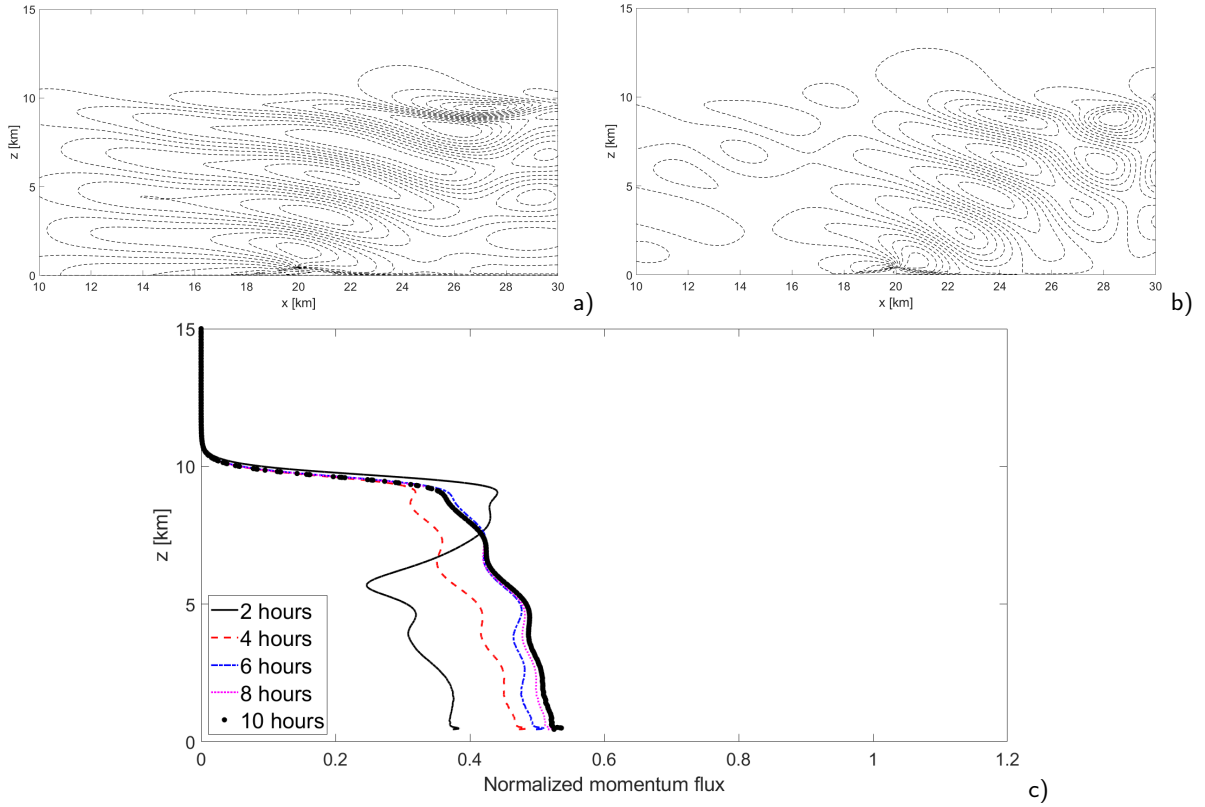 15
10
5
0
z [km]
10 12 14 16 18 20 22 24 26 28 30
x [km]
a)
15
10
5
0
z [km]
10 12 14 16 18 20 22 24 26 28 30
x [km]
b)
15
10
5
0
z [km]
2 hours
4 hours
6 hours
8 hours
10 hours
0 0.2 0.4 0.6 0.8 1 1.2
Normalized momentum flux
c)